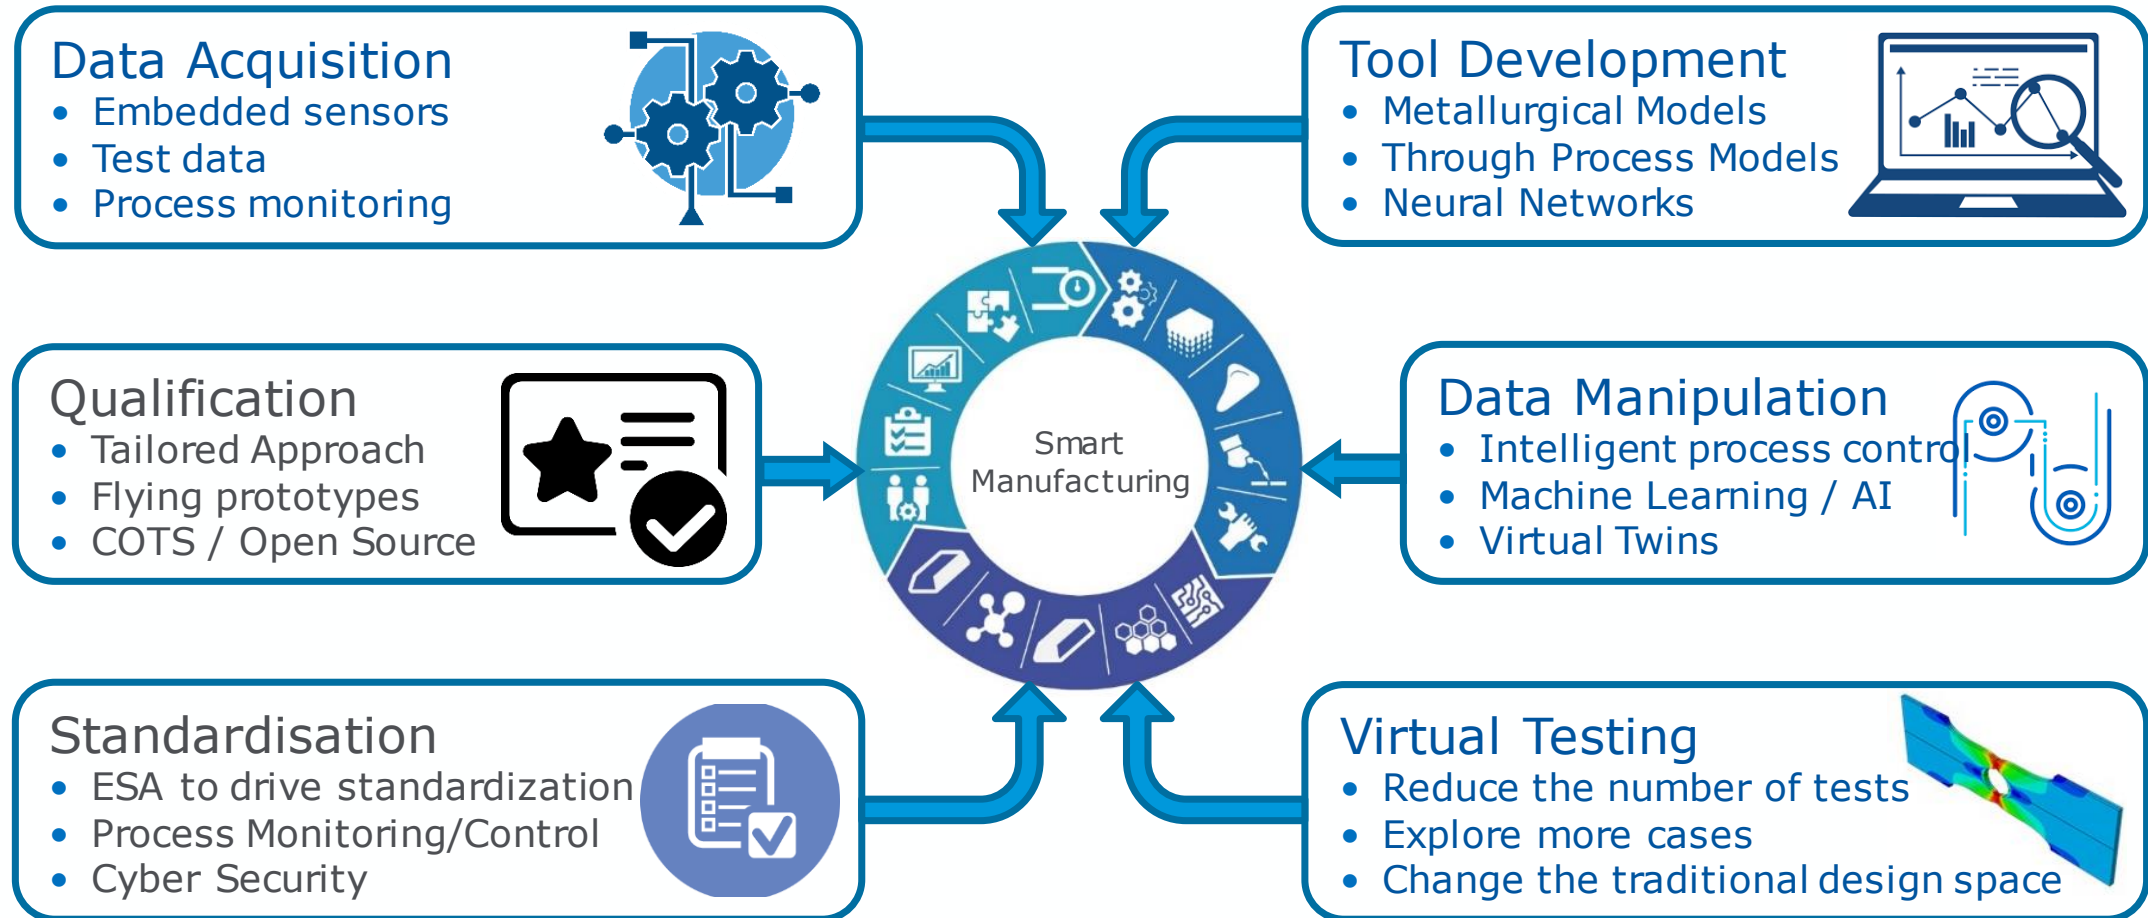 Data Acquisition
• Embedded sensors
• Test data
• Process monitoring
Tool Development
• Metallurgical Models
• Through Process Models
• Neural Networks
Qualification
• Tailored Approach
• Flying prototypes
• COTS / Open Source
Smart
Manufacturing
Data Manipulation
• Intelligent process control
• Machine Learning / AI
• Virtual Twins
Standardisation
• ESA to drive standardization
• Process Monitoring/Control
• Cyber Security
Virtual Testing
• Reduce the number of tests
• Explore more cases
• Change the traditional design space